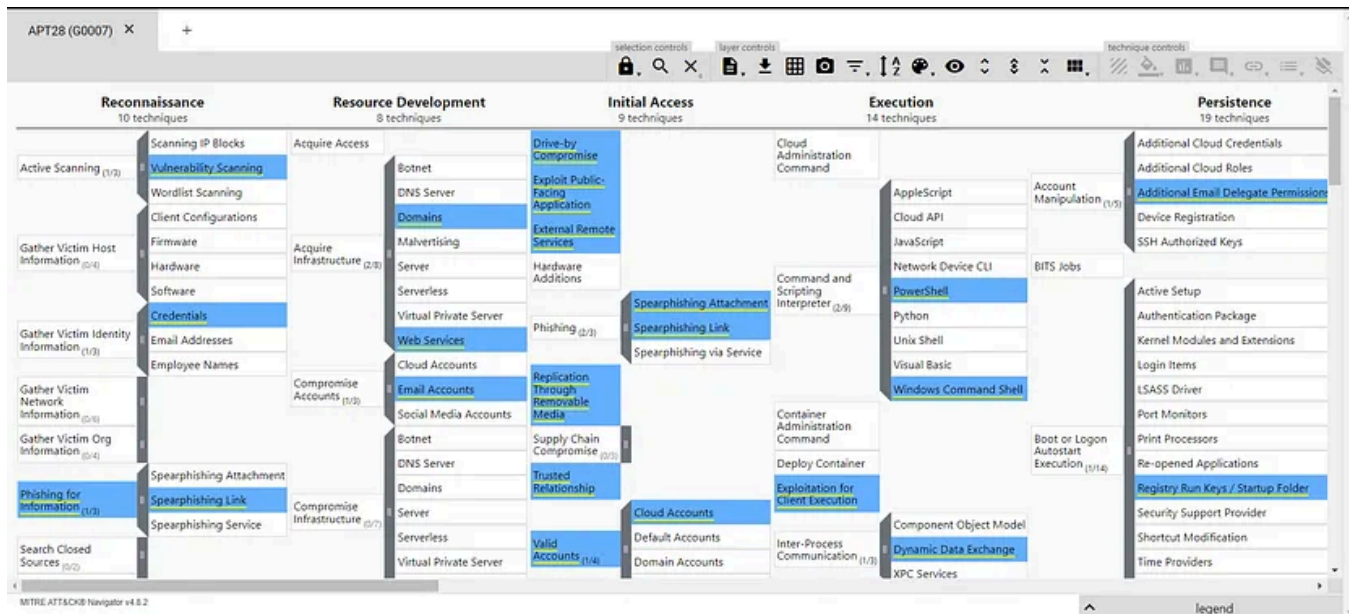 APT28 (G0007) ✕ +
selection controls layer controls technique controls
Reconnaissance
10 techniques
Active Scanning (1/3)
Scanning IP Blocks
Vulnerability Scanning
Wordlist Scanning
Gather Victim Host
Information (0/4)
Client Configurations
Firmware
Hardware
Software
Gather Victim Identity
Information (1/3)
Credentials
Email Addresses
Employee Names
Gather Victim
Network
Information (0/6)
Gather Victim Org
Information (0/4)
Phishing for
Information (1/3)
Spearphishing Attachment
Spearphishing Link
Spearphishing Service
Search Closed
Sources (0/2)
Resource Development
8 techniques
Acquire Access
Acquire
Infrastructure (2/8)
Botnet
DNS Server
Domains
Malvertising
Server
Serverless
Virtual Private Server
Web Services
Compromise
Accounts (1/3)
Cloud Accounts
Email Accounts
Social Media Accounts
Compromise
Infrastructure (0/7)
Botnet
DNS Server
Domains
Server
Serverless
Virtual Private Server
Initial Access
9 techniques
Drive-by
Compromise
Exploit Public-
Facing
Application
External Remote
Services
Hardware
Additions
Phishing (2/3)
Spearphishing Attachment
Spearphishing Link
Spearphishing via Service
Replication
Through
Removable
Media
Supply Chain
Compromise (0/3)
Trusted
Relationship
Valid
Accounts (1/4)
Cloud Accounts
Default Accounts
Domain Accounts
Execution
14 techniques
Cloud
Administration
Command
Command and
Scripting
Interpreter (2/9)
AppleScript
Cloud API
JavaScript
Network Device CLI
PowerShell
Python
Unix Shell
Visual Basic
Windows Command Shell
Container
Administration
Command
Deploy Container
Exploitation for
Client Execution
Inter-Process
Communication (1/3)
Component Object Model
Dynamic Data Exchange
XPC Services
Persistence
19 techniques
Account
Manipulation (1/5)
Additional Cloud Credentials
Additional Cloud Roles
Additional Email Delegate Permissions
Device Registration
SSH Authorized Keys
BITS Jobs
Boot or Logon
Autostart
Execution (1/14)
Active Setup
Authentication Package
Kernel Modules and Extensions
Login Items
LSASS Driver
Port Monitors
Print Processors
Re-opened Applications
Registry Run Keys / Startup Folder
Security Support Provider
Shortcut Modification
Time Providers
MITRE ATT&CK® Navigator v4.8.2
legend